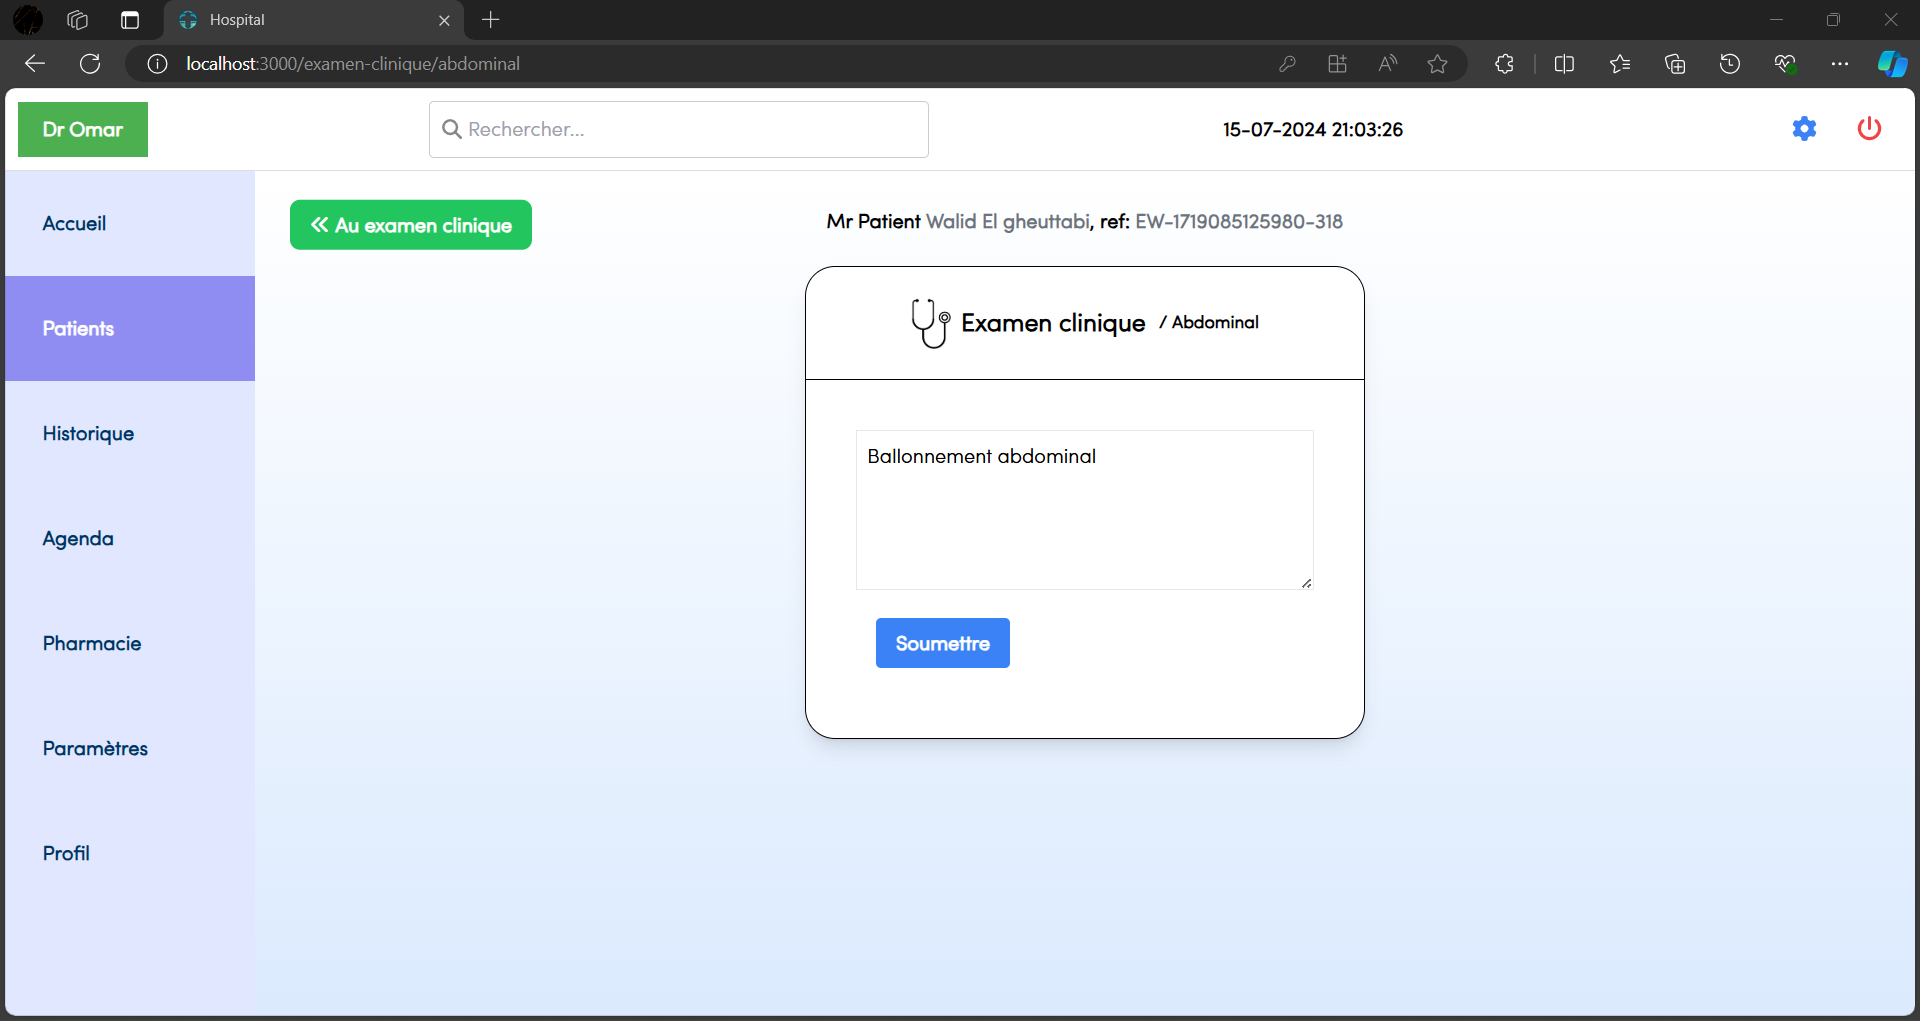 Hospital
localhost:3000/examen-clinique/abdominal
Dr Omar
Rechercher...
15-07-2024 21:03:26
Accueil
Patients
Historique
Agenda
Pharmacie
Paramètres
Profil
« Au examen clinique
Mr Patient Walid El gheuttabi, ref: EW-1719085125980-318
Examen clinique / Abdominal
Ballonnement abdominal
Soumettre